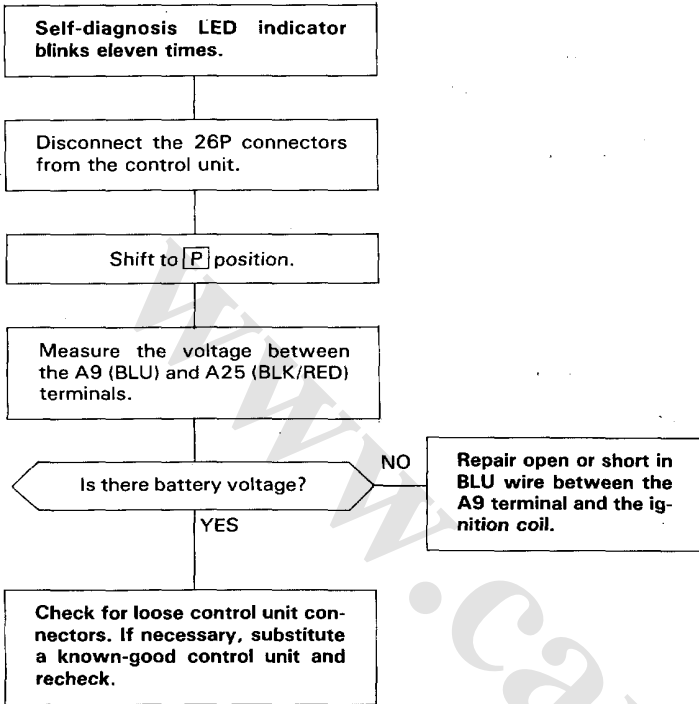 Self-diagnosis LED indicator
blinks eleven times.
Disconnect the 26P connectors
from the control unit.
Shift to P position.
Measure the voltage between
the A9 (BLU) and A25 (BLK/RED)
terminals.
Is there battery voltage?
NO
Repair open or short in
BLU wire between the
A9 terminal and the ig-
nition coil.
YES
Check for loose control unit con-
nectors. If necessary, substitute
a known-good control unit and
recheck.
www.ca